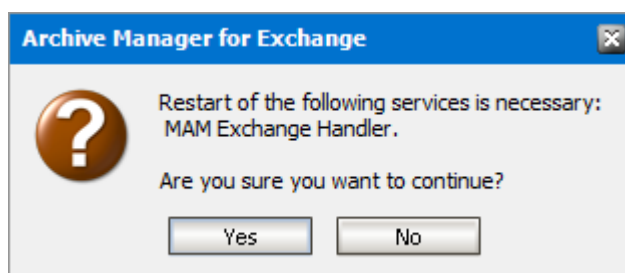 Archive Manager for Exchange
Restart of the following services is necessary:
MAM Exchange Handler.
Are you sure you want to continue?
Yes
No